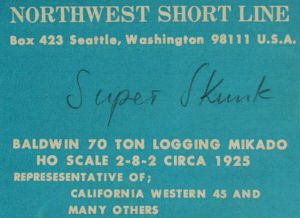 NORTHWEST SHORT LINE
Box 423 Seattle, Washington 98111 U.S.A.
Super Skunk
BALDWIN 70 TON LOGGING MIKADO
HO SCALE 2-8-2 CIRCA 1925
REPRESESENTATIVE OF;
CALIFORNIA WESTERN 45 AND
MANY OTHERS